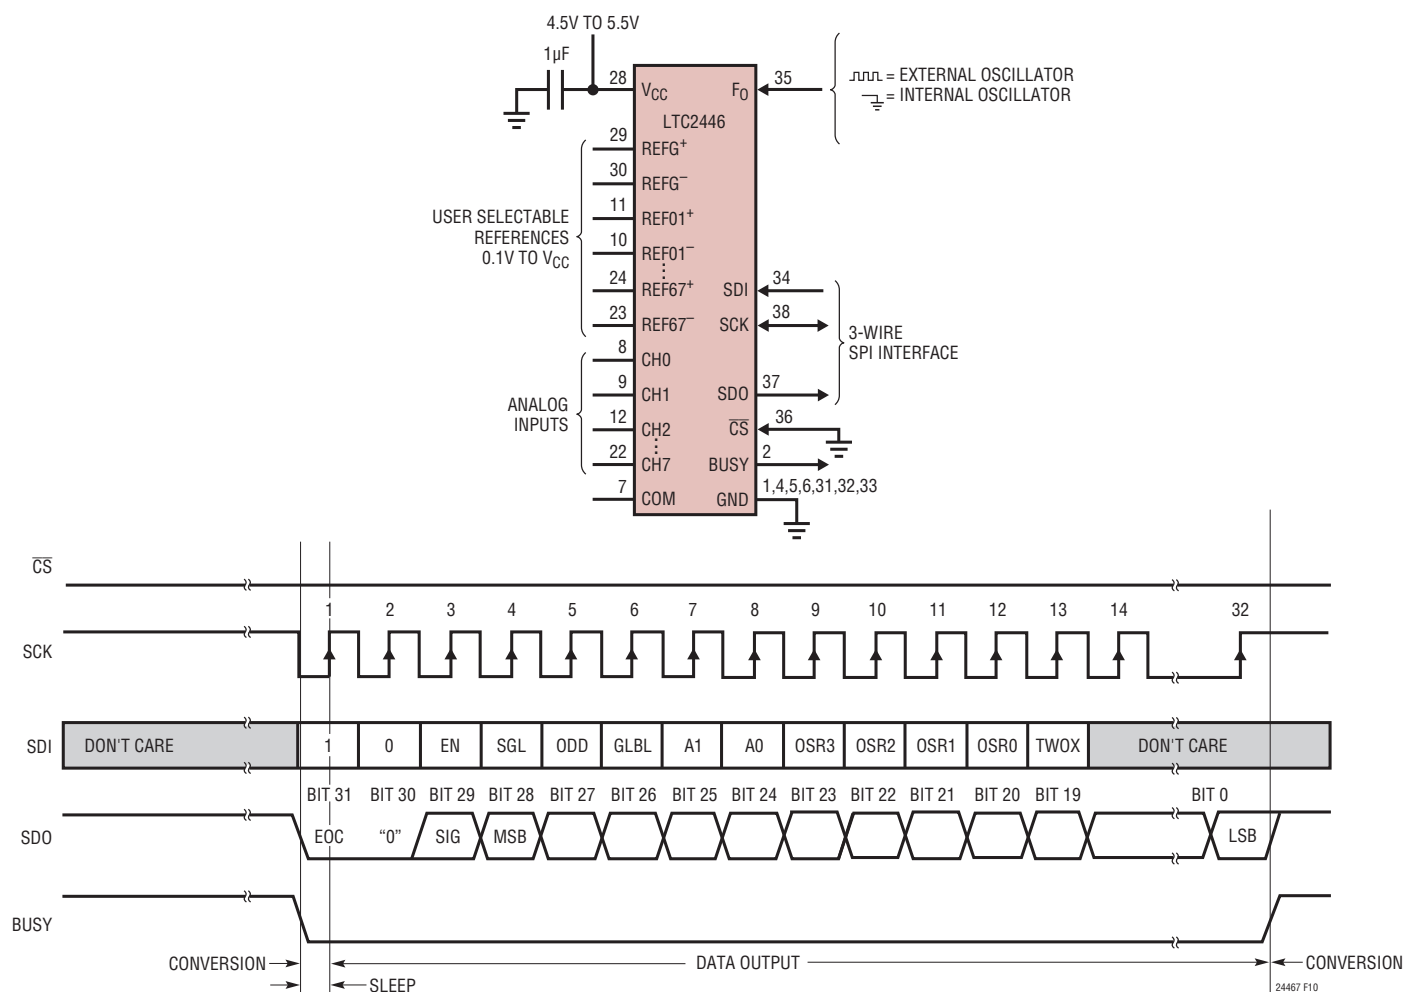 4.5V TO 5.5V
1µF
28
VCC
FO
35
= EXTERNAL OSCILLATOR
= INTERNAL OSCILLATOR
LTC2446
29
REFG+
30
REFG–
11
REF01+
10
REF01–
USER SELECTABLE
REFERENCES
0.1V TO VCC
24
REF67+
SDI
34
23
REF67–
SCK
38
3-WIRE
SPI INTERFACE
8
CH0
9
CH1
SDO
37
ANALOG
INPUTS
12
CH2
CS
36
22
CH7
BUSY
2
7
COM
GND
1,4,5,6,31,32,33
CS
1 2 3 4 5 6 7 8 9 10 11 12 13 14 32
SCK
SDI DON'T CARE 1 0 EN SGL ODD GLBL A1 A0 OSR3 OSR2 OSR1 OSR0 TWOX DON'T CARE
BIT 31 BIT 30 BIT 29 BIT 28 BIT 27 BIT 26 BIT 25 BIT 24 BIT 23 BIT 22 BIT 21 BIT 20 BIT 19 BIT 0
SDO EOC “0” SIG MSB LSB
BUSY
CONVERSION DATA OUTPUT CONVERSION
SLEEP
24467 F10